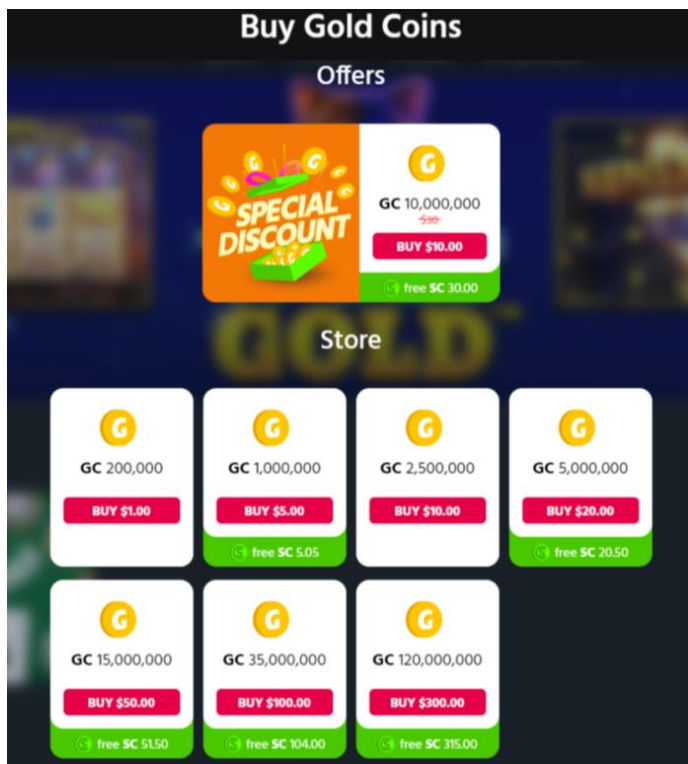 Buy Gold Coins
Offers
SPECIAL
DISCOUNT
G
GC 10,000,000
$30
BUY $10.00
free SC 30.00
GOLD
Store
G
GC 200,000
BUY $1.00
G
GC 1,000,000
BUY $5.00
free SC 5.05
G
GC 2,500,000
BUY $10.00
G
GC 5,000,000
BUY $20.00
free SC 20.50
G
GC 15,000,000
BUY $50.00
free SC 51.50
G
GC 35,000,000
BUY $100.00
free SC 104.00
G
GC 120,000,000
BUY $300.00
free SC 315.00